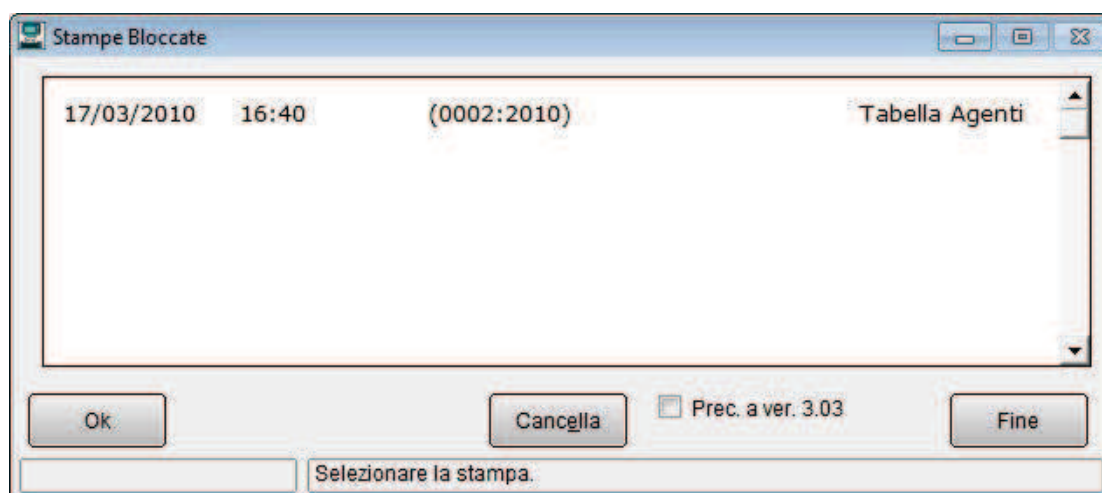 Stampe Bloccate
17/03/2010 16:40 (0002:2010) Tabella Agenti
Ok Cancella Prec. a ver. 3.03 Fine
Selezionare la stampa.